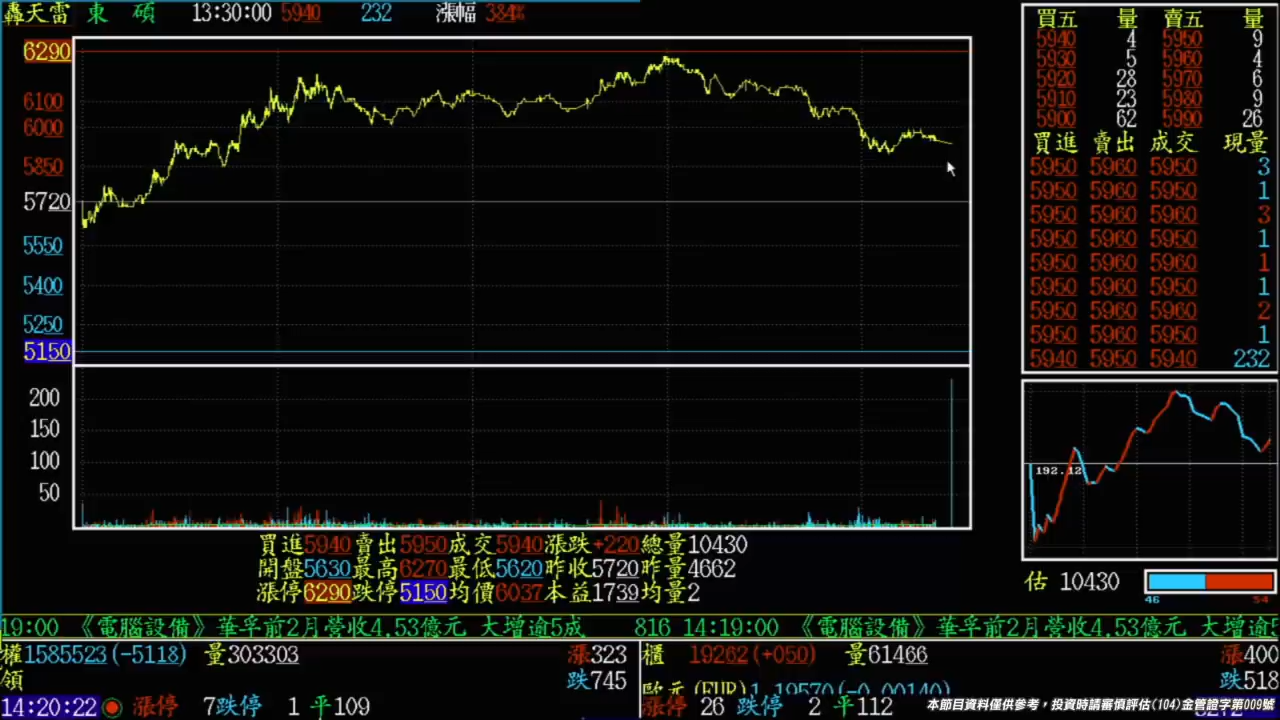 轟天雷 東 碩 13:30:00 5940 232 漲幅 3.84%
6290
6100
6000
5850
5720
5550
5400
5250
5150
200
150
100
50
買五 量 賣五 量
5940 4 5950 9
5930 5 5960 4
5920 28 5970 6
5910 23 5980 9
5900 62 5990 26
買進 賣出 成交 現量
5950 5960 5950 3
5950 5960 5950 1
5950 5960 5960 3
5950 5960 5950 1
5950 5960 5960 1
5950 5960 5950 1
5950 5960 5960 2
5950 5960 5950 1
5940 5950 5940 232
192.12
估 10430
46 54
買進5940賣出5950成交5940漲跌+220總量10430
開盤5630最高6270最低5620昨收5720昨量4662
漲停6290跌停5150均價6037本益1739均量2
19:00 《電腦設備》華孚前2月營收4.53億元 大增逾5成 816 14:19:00 《電腦設備》華孚前2月營收4.53億元 大增逾5
權1585523(-5118) 量303303 漲323
領 跌745
14:20:22 漲停 7跌停 1 平109
櫃 19262(+050) 量61466 漲400
歐元(EUR)1.19570(-0.00140) 跌518
漲停 26 跌停 2 平112
本節目資料僅供參考，投資時請審慎評估(104)金管證字第009號